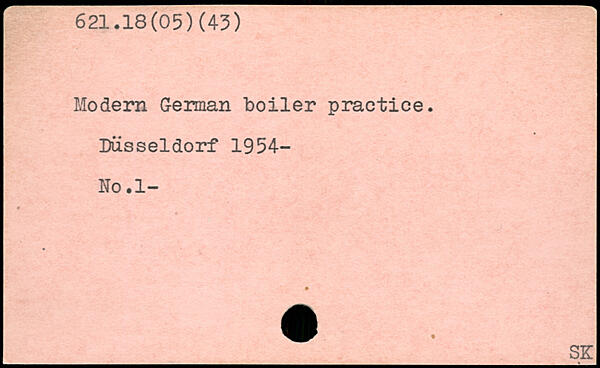 621.18(05)(43)
Modern German boiler practice.
Düsseldorf 1954-
No.1-
SK